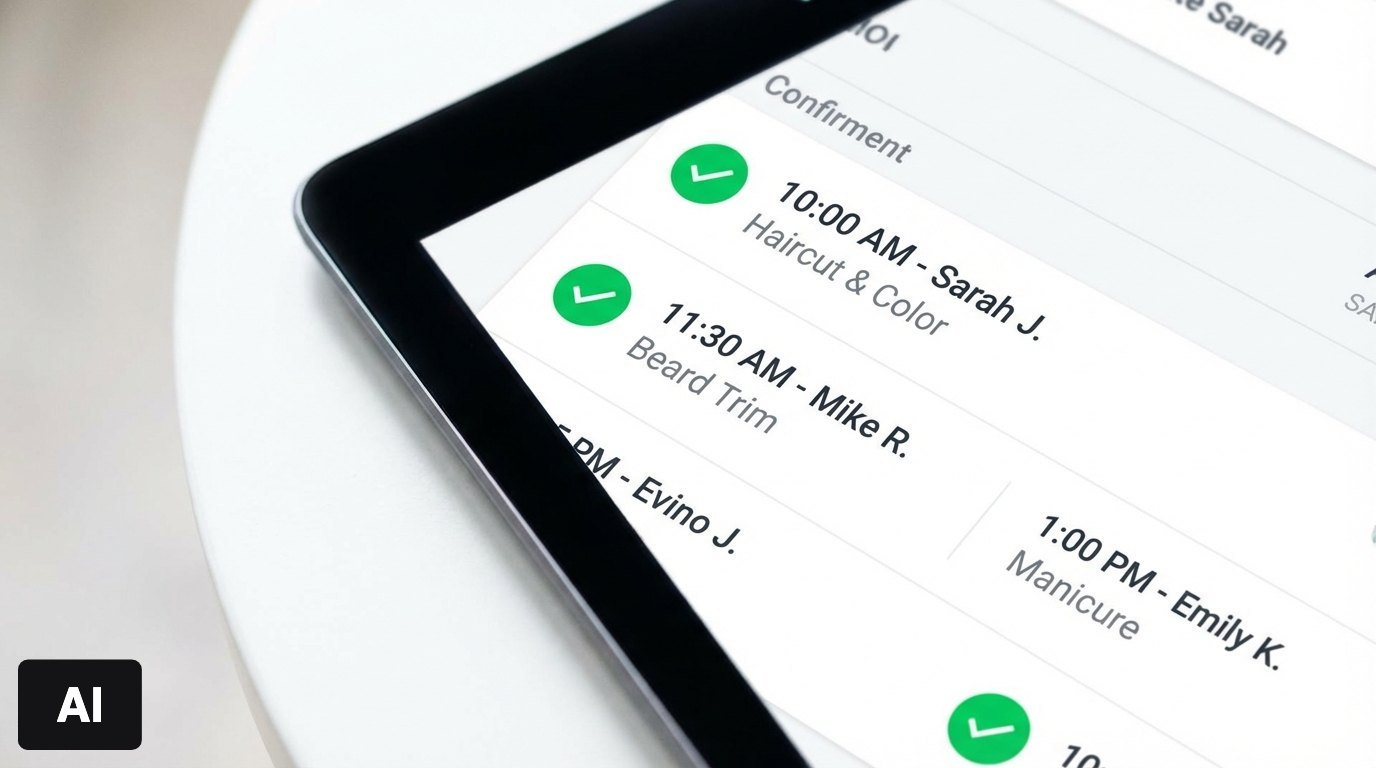 Sarah
Confirment
10:00 AM - Sarah J.
Haircut & Color
11:30 AM - Mike R.
Beard Trim
PM - Evino J.
1:00 PM - Emily K.
Manicure
AI